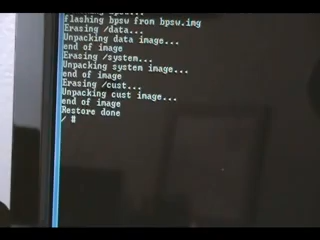 flashing bpsw from bpsw.img
Erasing /data...
Unpacking data image...
end of image
Erasing /system...
Unpacking system image...
end of image
Erasing /cust...
Unpacking cust image...
end of image
Restore done
/ #